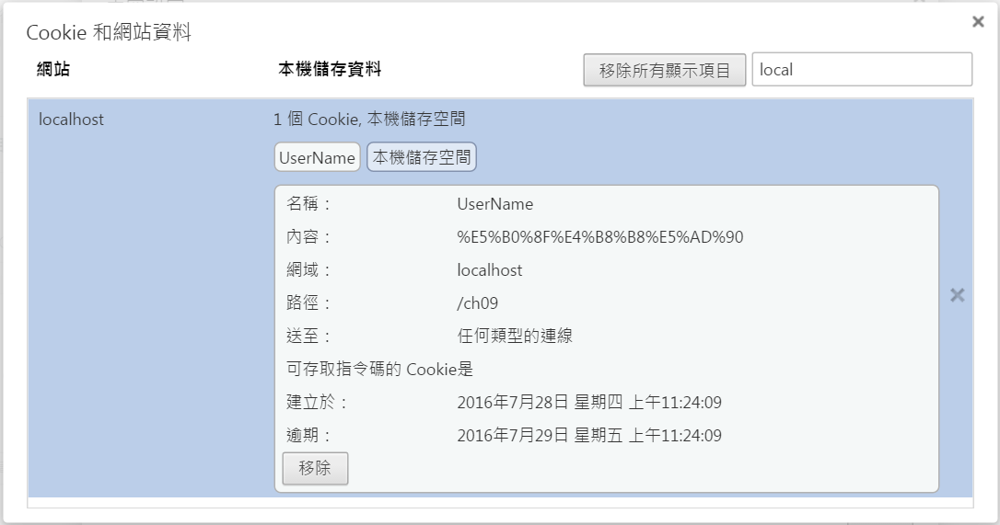 Cookie 和網站資料
網站 本機儲存資料 移除所有顯示項目 local
localhost 1 個 Cookie, 本機儲存空間
UserName 本機儲存空間
名稱： UserName
內容： %E5%B0%8F%E4%B8%B8%E5%AD%90
網域： localhost
路徑： /ch09
送至： 任何類型的連線
可存取指令碼的 Cookie是
建立於： 2016年7月28日 星期四 上午11:24:09
逾期： 2016年7月29日 星期五 上午11:24:09
移除